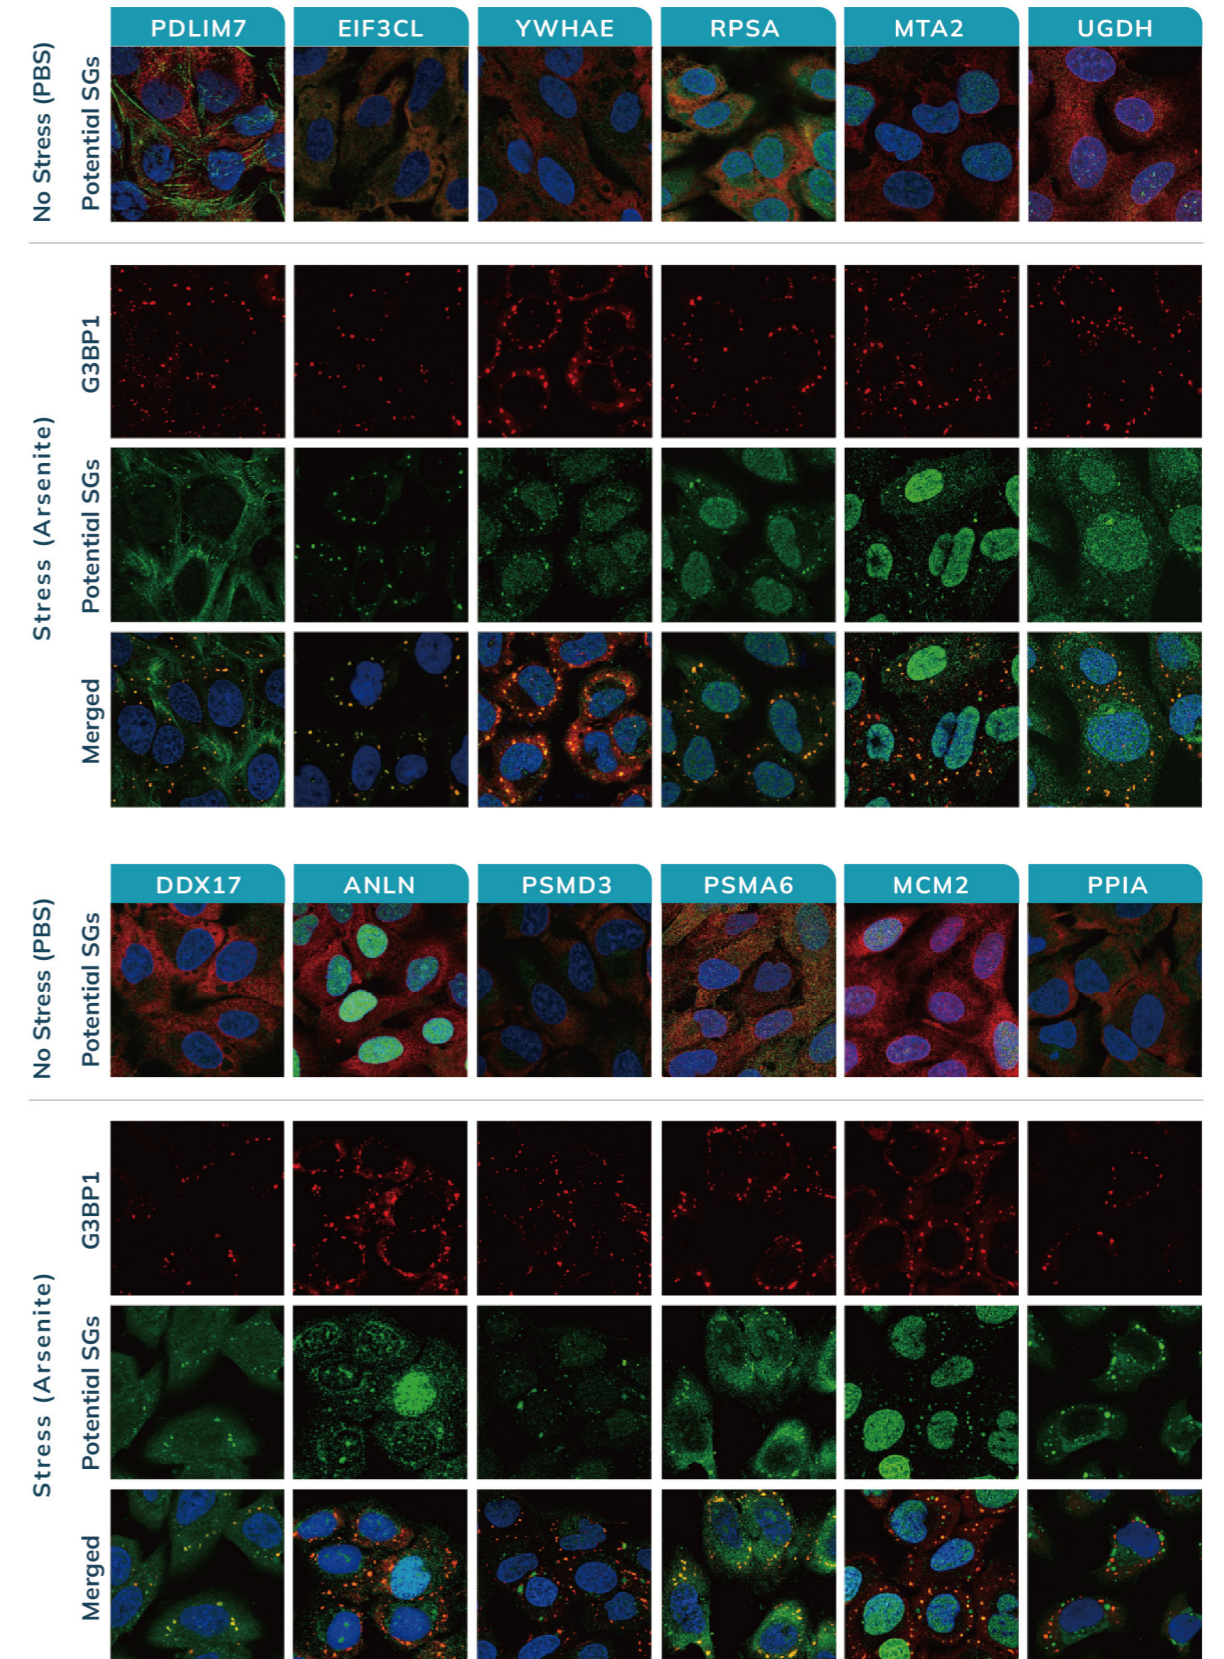 PDLIM7 EIF3CL YWHAE RPSA MTA2 UGDH
No Stress (PBS)
Potential SGs
Stress (Arsenite)
G3BP1
Potential SGs
Merged
DDX17 ANLN PSMD3 PSMA6 MCM2 PPIA
No Stress (PBS)
Potential SGs
Stress (Arsenite)
G3BP1
Potential SGs
Merged